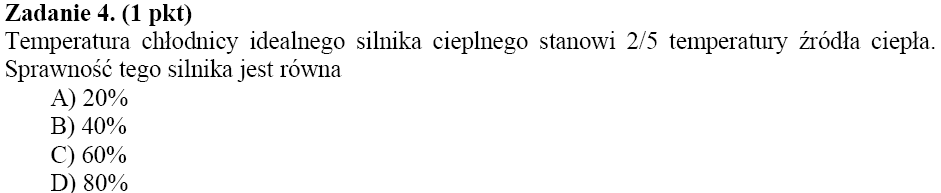 Zadanie 4. (1 pkt)
Temperatura chłodnicy idealnego silnika cieplnego stanowi 2/5 temperatury źródła ciepła.
Sprawność tego silnika jest równa
A) 20%
B) 40%
C) 60%
D) 80%